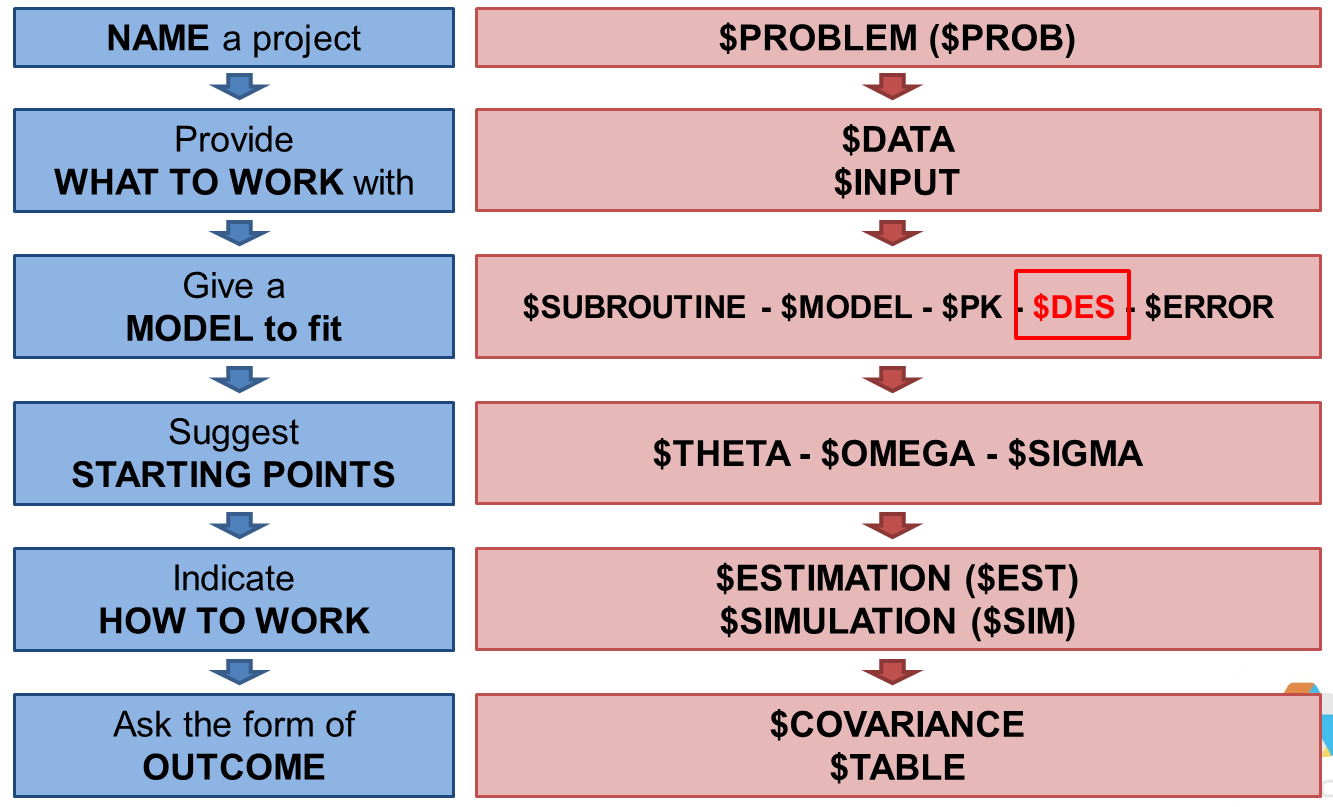 NAME a project
$PROBLEM ($PROB)
Provide
WHAT TO WORK with
$DATA
$INPUT
Give a
MODEL to fit
$SUBROUTINE - $MODEL - $PK - $DES - $ERROR
Suggest
STARTING POINTS
$THETA - $OMEGA - $SIGMA
Indicate
HOW TO WORK
$ESTIMATION ($EST)
$SIMULATION ($SIM)
Ask the form of
OUTCOME
$COVARIANCE
$TABLE